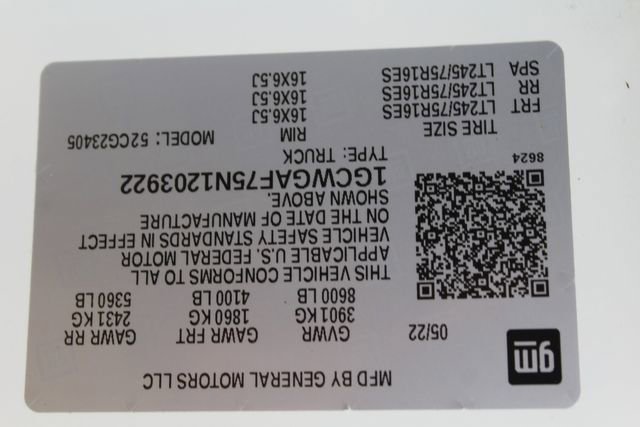 MFD BY GENERAL MOTORS LLC
gm
05/22
GVWR GAWR FRT GAWR RR
3901 KG 1860 KG 2431 KG
8600 LB 4100 LB 5360 LB
THIS VEHICLE CONFORMS TO ALL
APPLICABLE U.S. FEDERAL MOTOR
VEHICLE SAFETY STANDARDS IN EFFECT
ON THE DATE OF MANUFACTURE
SHOWN ABOVE.
1GCWGAF75N1203922
TYPE: TRUCK
8624
TIRE SIZE RIM MODEL: 52CG23405
FRT LT245/75R16ES 16X6.5J
RR LT245/75R16ES 16X6.5J
SPA LT245/75R16ES 16X6.5J